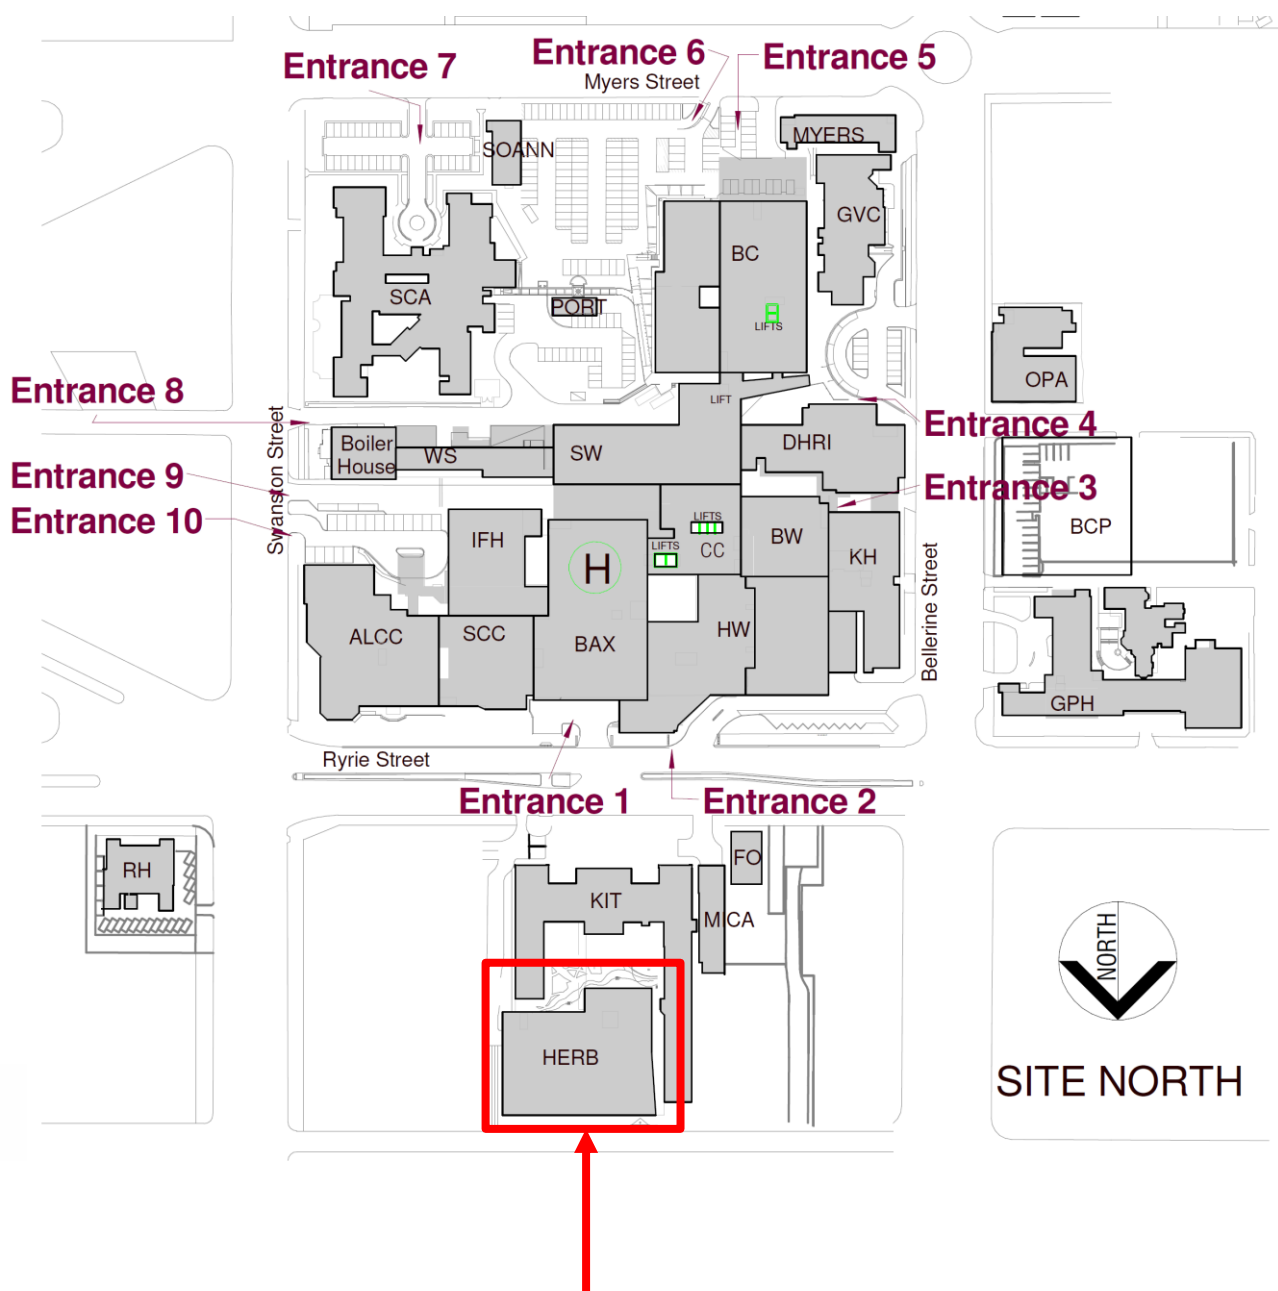 Entrance 6
Entrance 5
Entrance 7
Myers Street
MYERS
SOANN
GVC
BC
SCA
PORT
LIFTS
OPA
Entrance 8
LIFT
Entrance 4
Swanston Street
Boiler
House
WS
SW
DHRI
Entrance 9
Entrance 3
Entrance 10
LIFTS
BCP
IFH
LIFTS
CC
BW
KH
H
Bellerine Street
ALCC
SCC
BAX
HW
GPH
Ryrie Street
Entrance 1
Entrance 2
RH
FO
KIT
MICA
NORTH
HERB
SITE NORTH